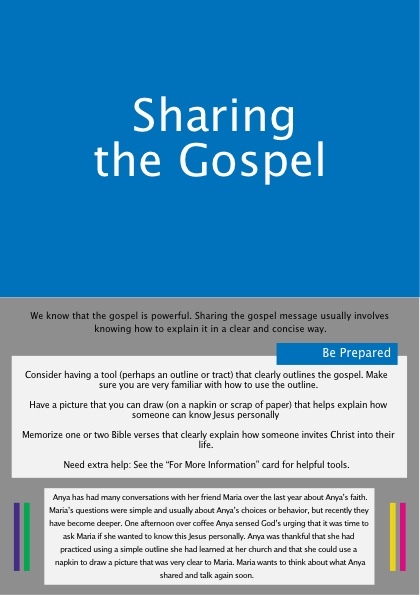 Sharing
the Gospel
We know that the gospel is powerful. Sharing the gospel message usually involves
knowing how to explain it in a clear and concise way.
Be Prepared
Consider having a tool (perhaps an outline or tract) that clearly outlines the gospel. Make
sure you are very familiar with how to use the outline.
Have a picture that you can draw (on a napkin or scrap of paper) that helps explain how
someone can know Jesus personally
Memorize one or two Bible verses that clearly explain how someone invites Christ into their
life.
Need extra help: See the “For More Information” card for helpful tools.
Anya has had many conversations with her friend Maria over the last year about Anya’s faith.
Maria’s questions were simple and usually about Anya’s choices or behavior, but recently they
have become deeper. One afternoon over coffee Anya sensed God’s urging that it was time to
ask Maria if she wanted to know this Jesus personally. Anya was thankful that she had
practiced using a simple outline she had learned at her church and that she could use a
napkin to draw a picture that was very clear to Maria. Maria wants to think about what Anya
shared and talk again soon.